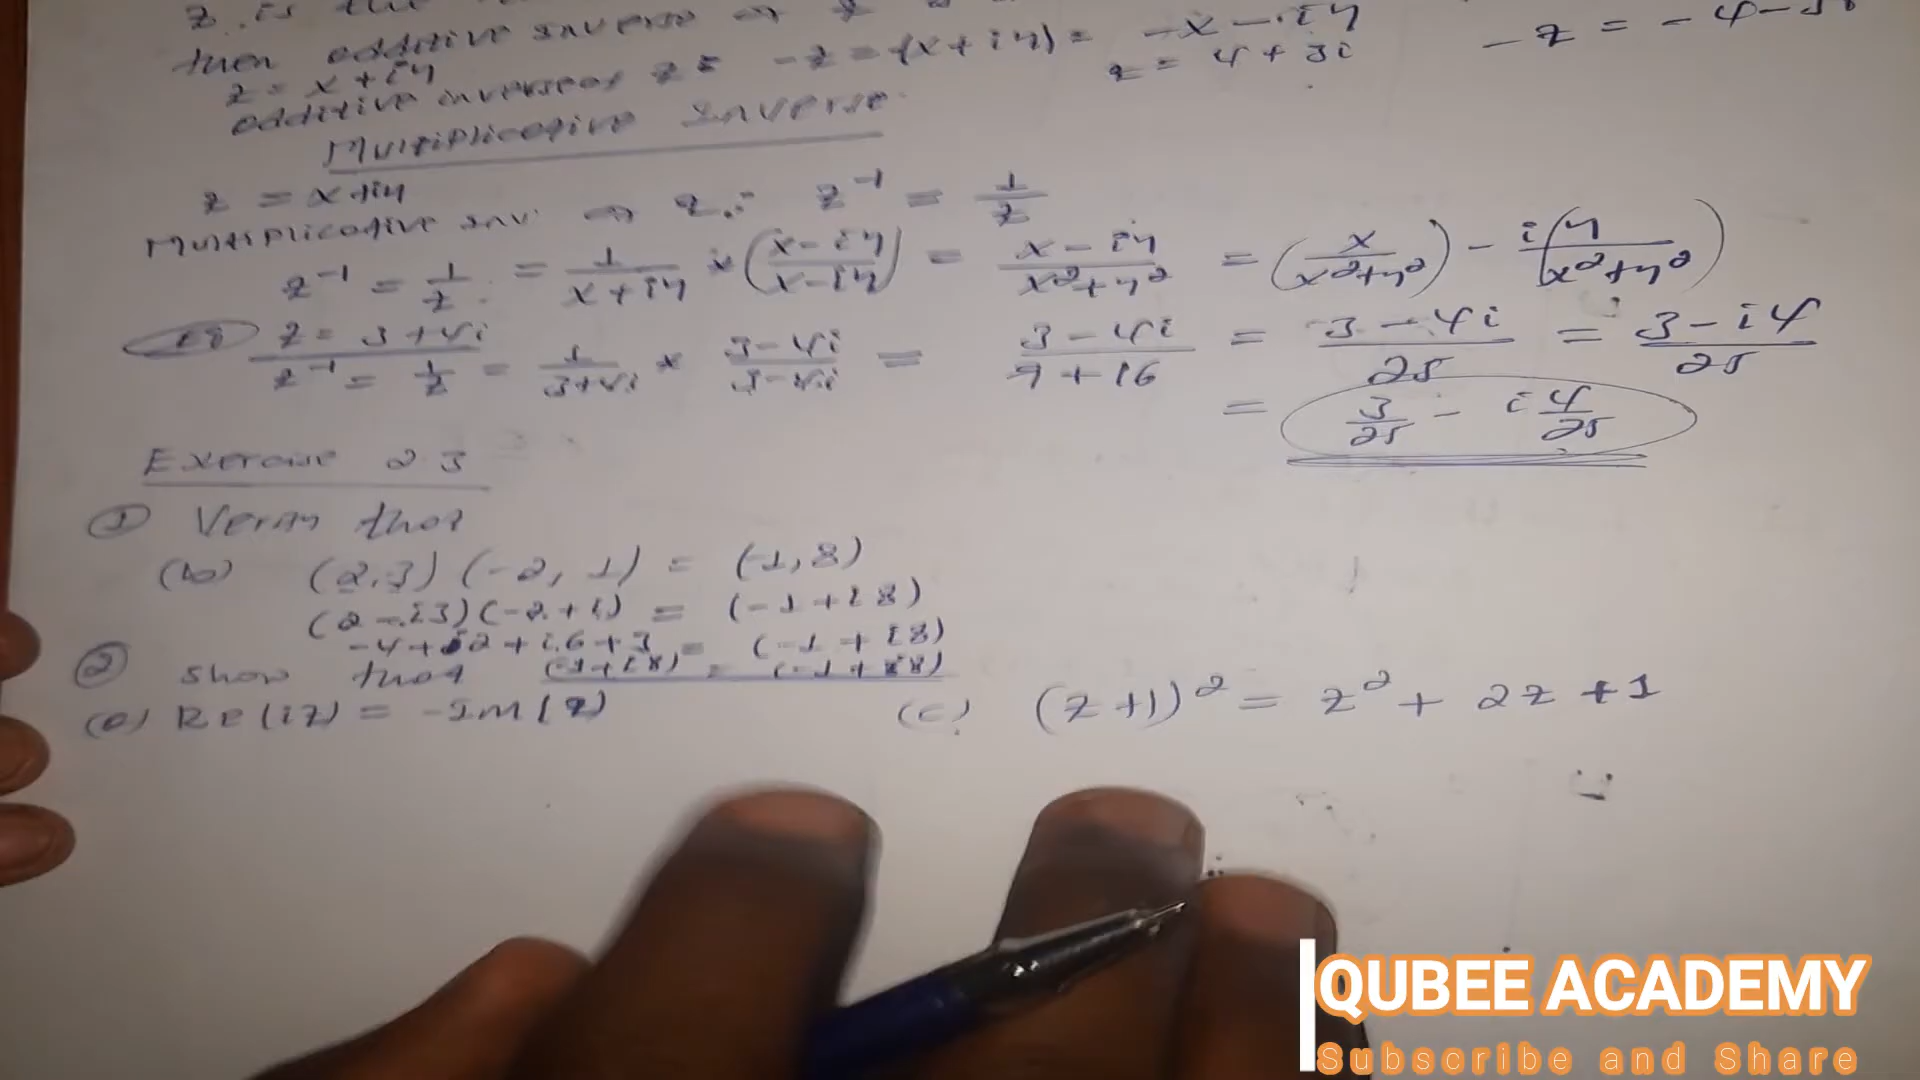 z is the
then additive inverse of z
z = x + iy
additive inverse of z = -z = -(x + iy) = -x - iy
z = 4 + 3i
-z = -4 - 3i
Multiplicative Inverse
z = x + iy
Multiplicative inv. of z. z⁻¹ = 1/z
z⁻¹ = 1/z = 1/(x + iy) * ((x - iy)/(x - iy)) = (x - iy)/(x² + y²) = (x/(x² + y²)) - i(y/(x² + y²))
z = 3 + 4i
z⁻¹ = 1/z = 1/(3+4i) * (3 - 4i)/(3 - 4i) = (3 - 4i)/(9 + 16) = (3 - 4i)/25 = (3 - i4)/25
= 3/25 - i 4/25
Exercise 2 3
① Verify that
(b) (2,3) (-2, 1) = (-1, 8)
(2 - i3)(-2 + i) = (-1 + i8)
-4 + i2 + i6 + 3 = (-1 + i8)
② show that (-1 + i8) = (-1 + i8)
(a) Re(iz) = -Im(z)
(c) (z + 1)² = z² + 2z + 1
QUBEE ACADEMY
Subscribe and Share